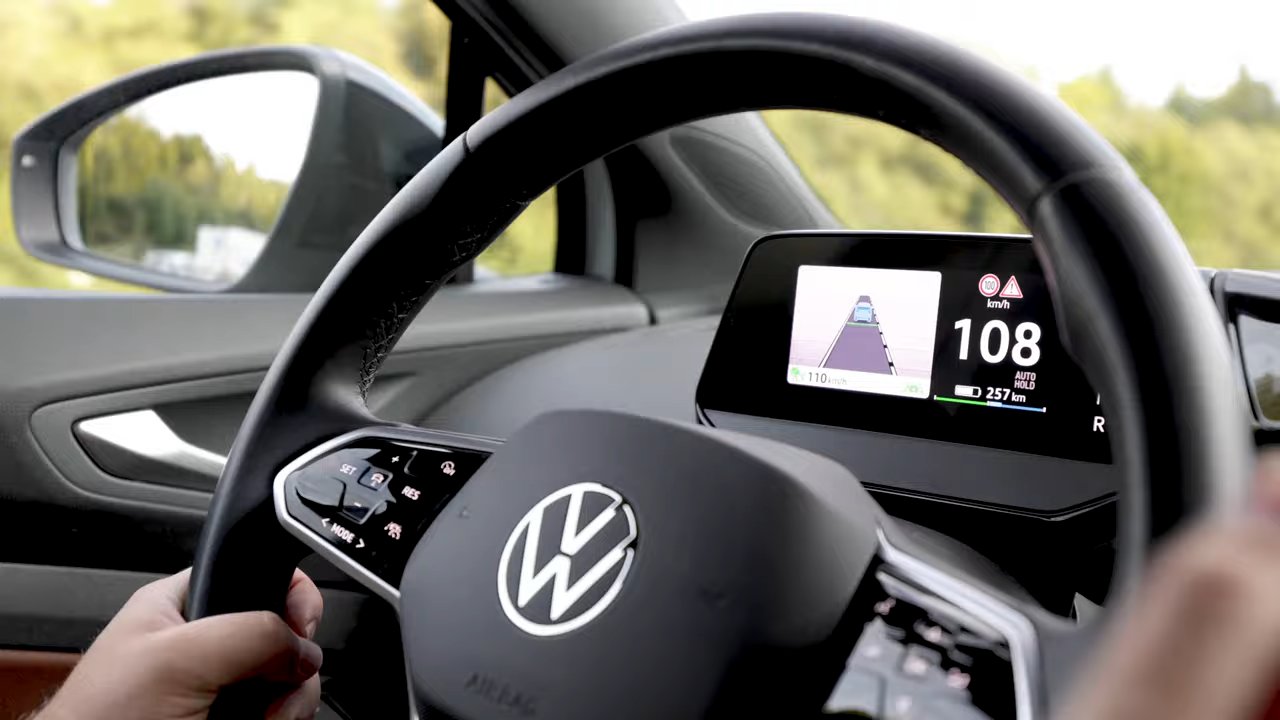 100
km/h
108
AUTO
HOLD
257 km
110 km/h
R
SET
+
RES
-
< MODE >
AIRBAG